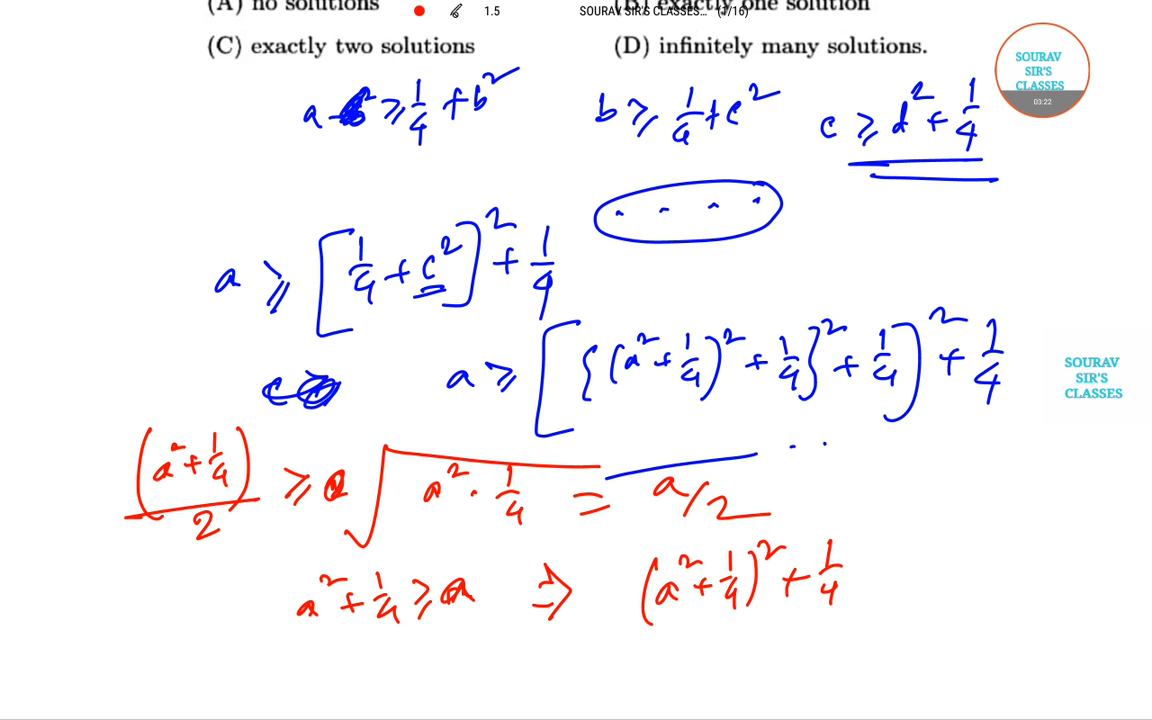 (A) no solutions (B) exactly one solution
1.5 SOURAV SIR'S CLASSES... (1/16)
(C) exactly two solutions (D) infinitely many solutions.
SOURAV
SIR'S
CLASSES
03:22
a ≥ 1/4 + b² b ≥ 1/4 + c² c ≥ d² + 1/4
a ≥ [1/4 + c²]² + 1/4
a ≥ [{(a² + 1/4)² + 1/4}² + 1/4]² + 1/4
SOURAV
SIR'S
CLASSES
(a² + 1/4)/2 ≥ √(a² · 1/4) = a/2
a² + 1/4 ≥ a ⇒ (a² + 1/4)² + 1/4